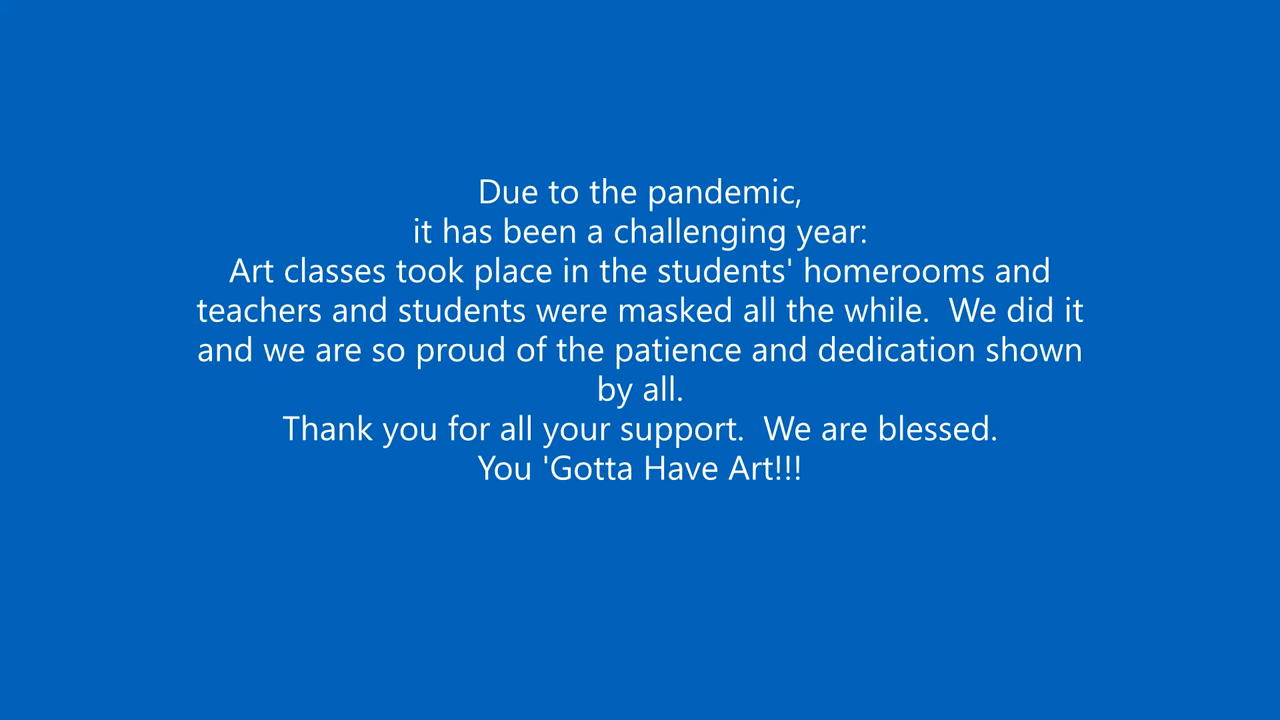 Due to the pandemic,
it has been a challenging year:
Art classes took place in the students' homerooms and
teachers and students were masked all the while.  We did it
and we are so proud of the patience and dedication shown
by all.
Thank you for all your support.  We are blessed.
You 'Gotta Have Art!!!